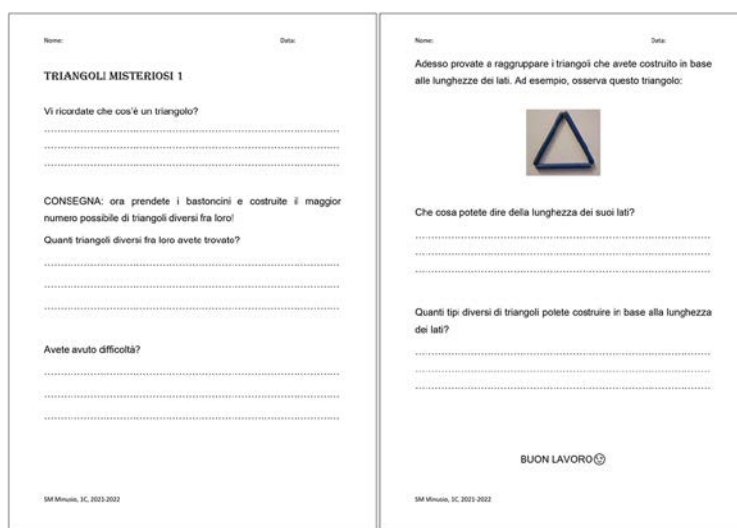 Nome:
Data:
TRIANGOLI MISTERIOSI 1
Vi ricordate che cos'è un triangolo?
CONSEGNA: ora prendete i bastoncini e costruite il maggior
numero possibile di triangoli diversi fra loro!
Quanti triangoli diversi fra loro avete trovato?
Avete avuto difficoltà?
SM Minusio, 1C, 2021-2022
Nome:
Data:
Adesso provate a raggruppare i triangoli che avete costruito in base
alle lunghezze dei lati. Ad esempio, osserva questo triangolo:
Che cosa potete dire della lunghezza dei suoi lati?
Quanti tipi diversi di triangoli potete costruire in base alla lunghezza
dei lati?
BUON LAVORO
SM Minusio, 1C, 2021-2022